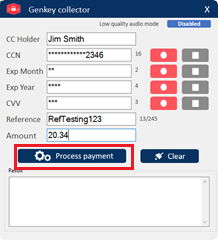 Genkey collector
Low quality audio mode Disabled
CC Holder Jim Smith
CCN ************2346 16
Exp Month ** 2
Exp Year **** 4
CVV *** 3
Reference RefTesting123 13/245
Amount 20.34
Process payment Clear
Result